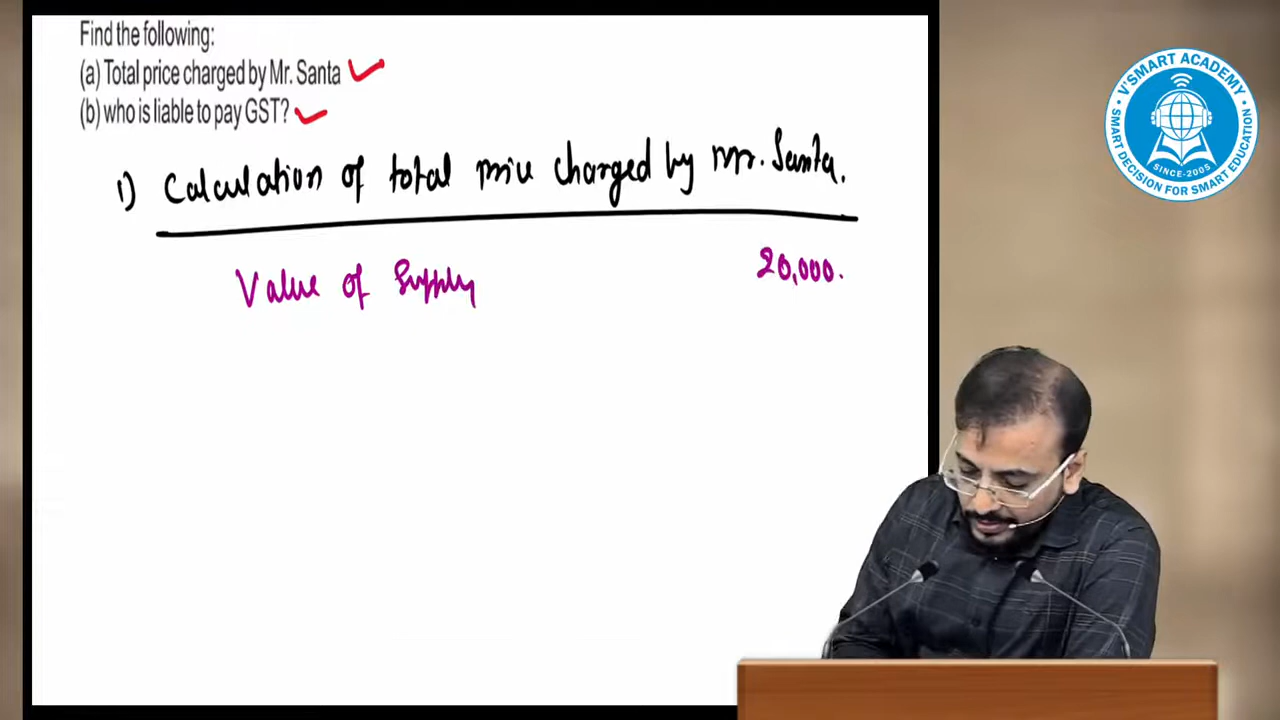 Find the following:
(a) Total price charged by Mr. Santa
(b) who is liable to pay GST?
1) Calculation of total price charged by Mr. Santa.
Value of Supply 20,000.
V'SMART ACADEMY
SINCE-2005
SMART DECISION FOR SMART EDUCATION